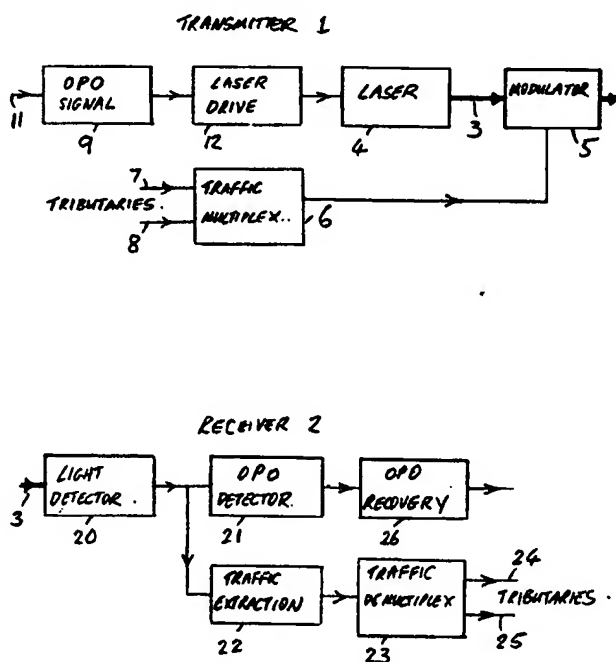 TRANSMITTER 1
OPO
SIGNAL
LASER
DRIVE
LASER
MODULATOR
11
9
12
4
3
5
7
TRIBUTARIES.
8
TRAFFIC
MULTIPLEX..
6
RECEIVER 2
LIGHT
DETECTOR.
OPO
DETECTOR.
OPO
RECOVERY
3
20
21
26
TRAFFIC
EXTRACTION
TRAFFIC
DEMULTIPLEX
24
TRIBUTARIES.
25
22
23